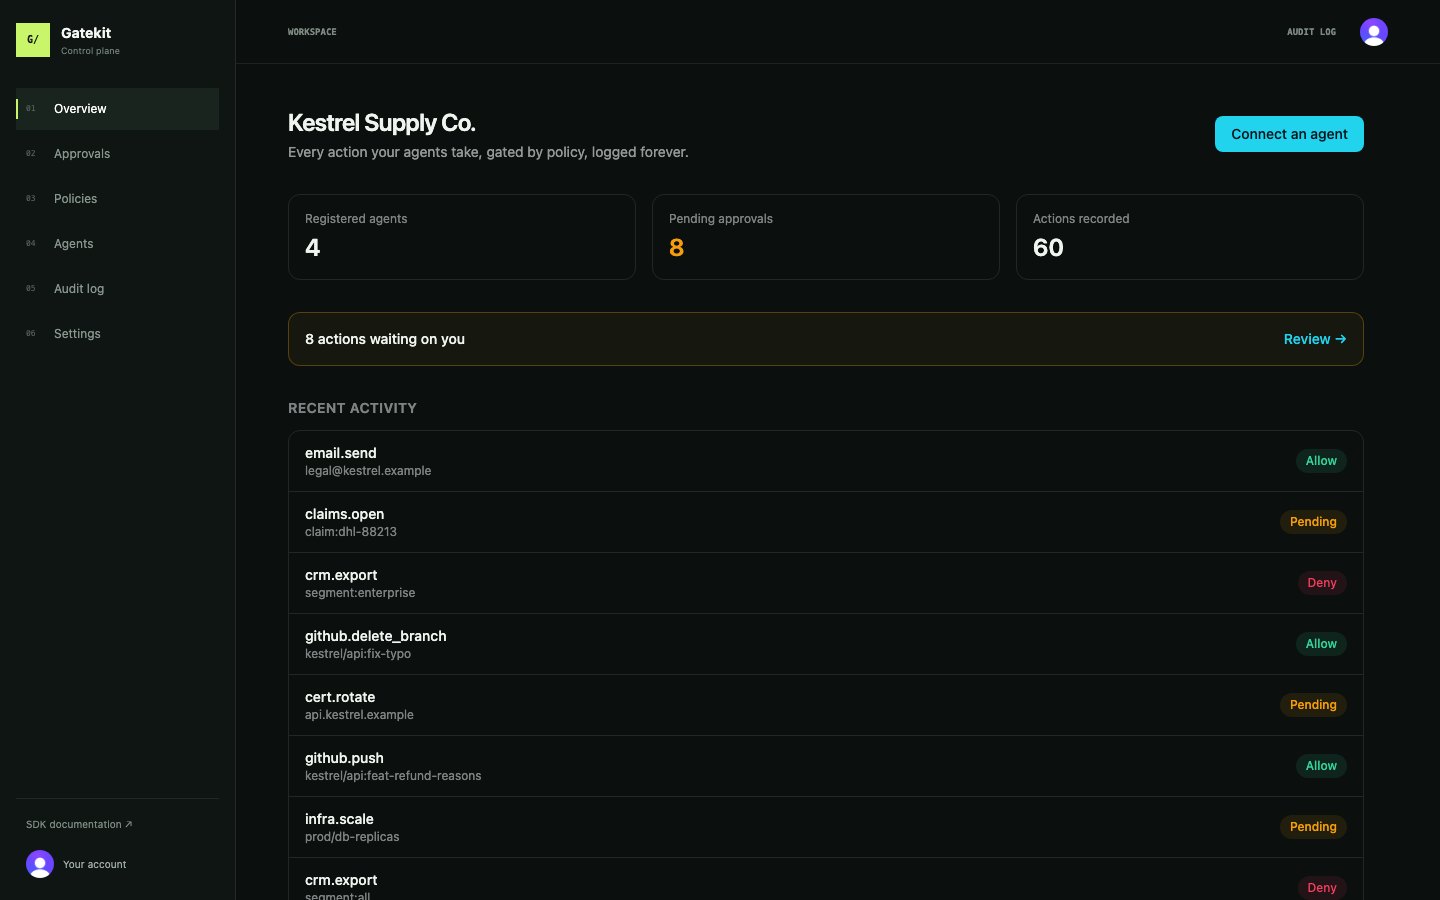 G/
Gatekit
Control plane
01 Overview
02 Approvals
03 Policies
04 Agents
05 Audit log
06 Settings
SDK documentation ↗
Your account
WORKSPACE
AUDIT LOG
Kestrel Supply Co.
Every action your agents take, gated by policy, logged forever.
Connect an agent
Registered agents
4
Pending approvals
8
Actions recorded
60
8 actions waiting on you
Review →
RECENT ACTIVITY
email.send
legal@kestrel.example
Allow
claims.open
claim:dhl-88213
Pending
crm.export
segment:enterprise
Deny
github.delete_branch
kestrel/api:fix-typo
Allow
cert.rotate
api.kestrel.example
Pending
github.push
kestrel/api:feat-refund-reasons
Allow
infra.scale
prod/db-replicas
Pending
crm.export
segment:all
Deny